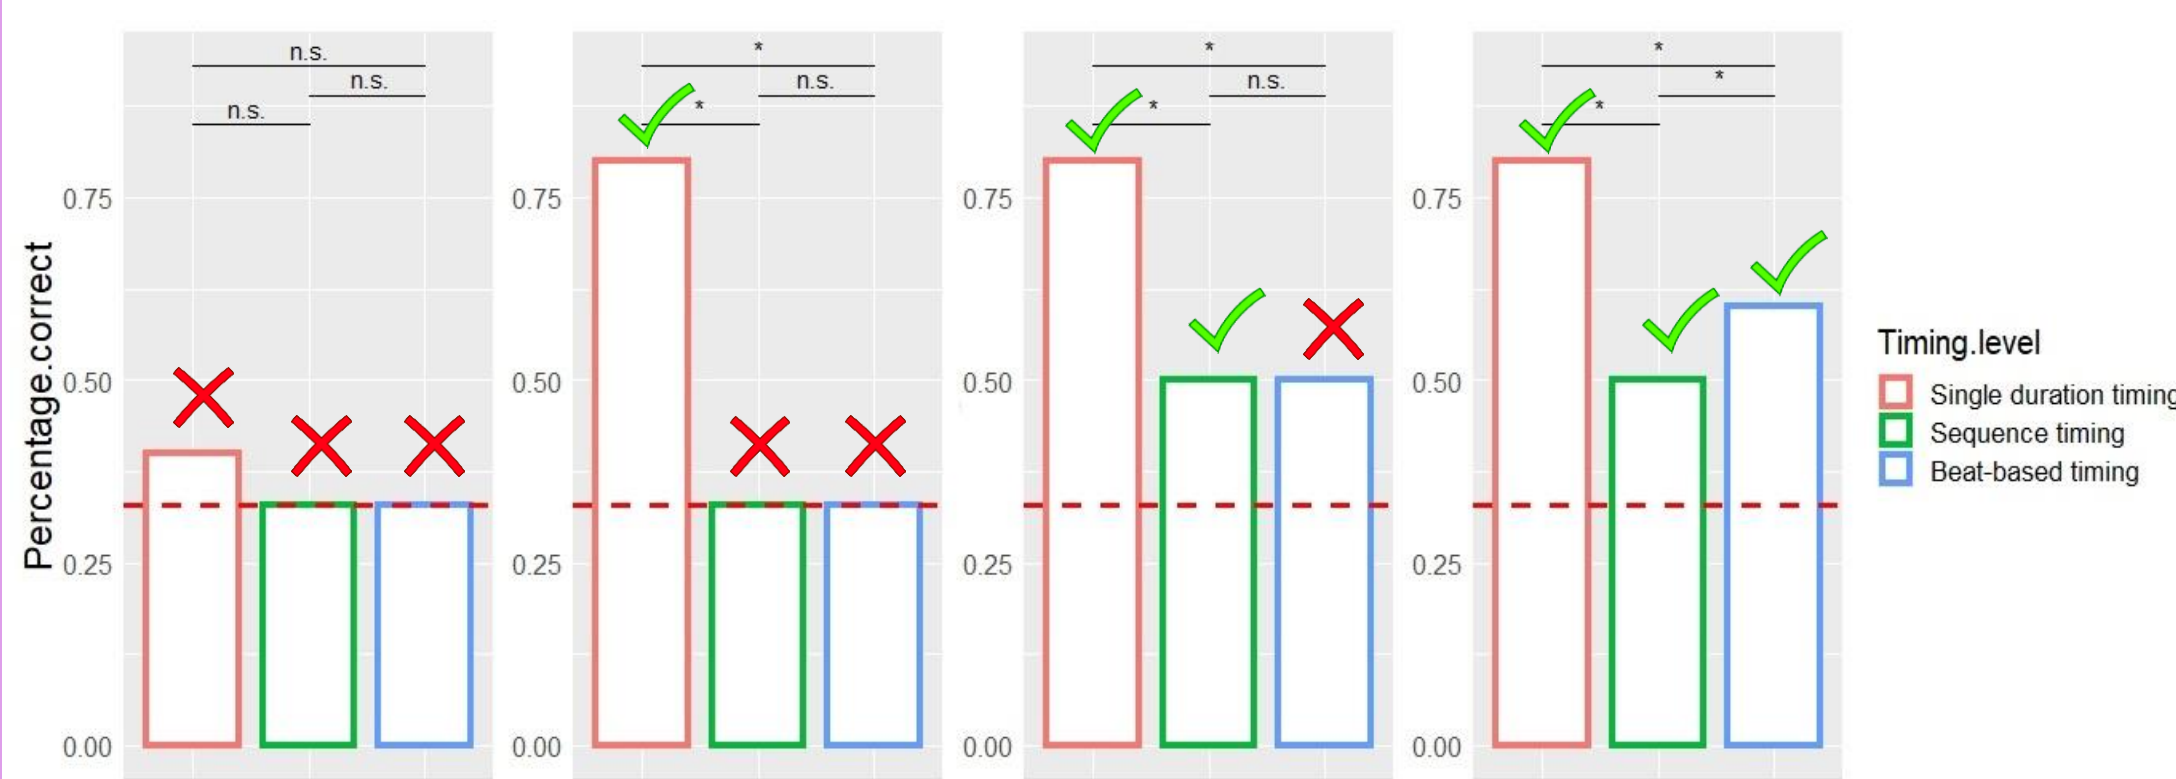 Percentage.correct
n.s.
n.s.
n.s.
0.75
0.50
0.25
0.00
*
n.s.
*
0.75
0.50
0.25
0.00
*
n.s.
*
0.75
0.50
0.25
0.00
*
*
*
0.75
0.50
0.25
0.00
Timing.level
Single duration timing
Sequence timing
Beat-based timing